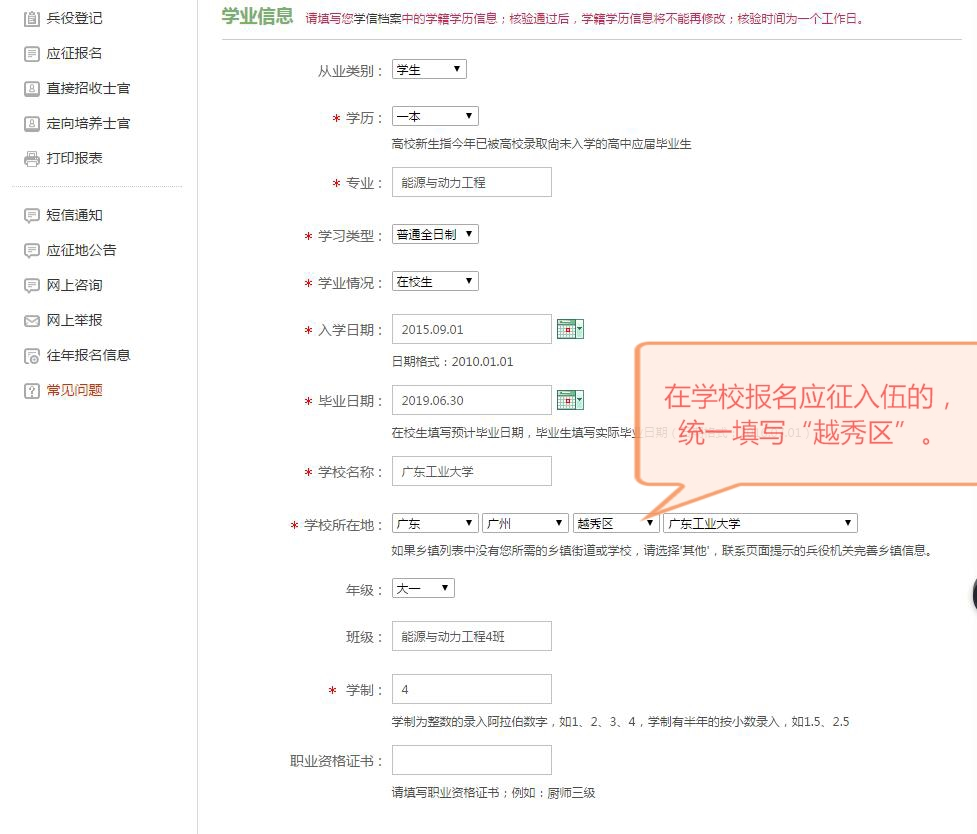 兵役登记
应征报名
直接招收士官
定向培养士官
打印报表
短信通知
应征地公告
网上咨询
网上举报
往年报名信息
常见问题
学业信息 请填写您学信档案中的学籍学历信息；核验通过后，学籍学历信息将不能再修改；核验时间为一个工作日。
从业类别： 学生
* 学历： 一本
高校新生指今年已被高校录取尚未入学的高中应届毕业生
* 专业： 能源与动力工程
* 学习类型： 普通全日制
* 学业情况： 在校生
* 入学日期： 2015.09.01
日期格式：2010.01.01
* 毕业日期： 2019.06.30
在校生填写预计毕业日期，毕业生填写实际毕业日期（
在学校报名应征入伍的，
统一填写“越秀区”。
* 学校名称： 广东工业大学
* 学校所在地： 广东 广州 越秀区 广东工业大学
如果乡镇列表中没有您所需的乡镇街道或学校，请选择'其他'，联系页面提示的兵役机关完善乡镇信息。
年级： 大一
班级： 能源与动力工程4班
* 学制： 4
学制为整数的录入阿拉伯数字，如1、2、3、4，学制有半年的按小数录入，如1.5、2.5
职业资格证书：
请填写职业资格证书；例如：厨师三级